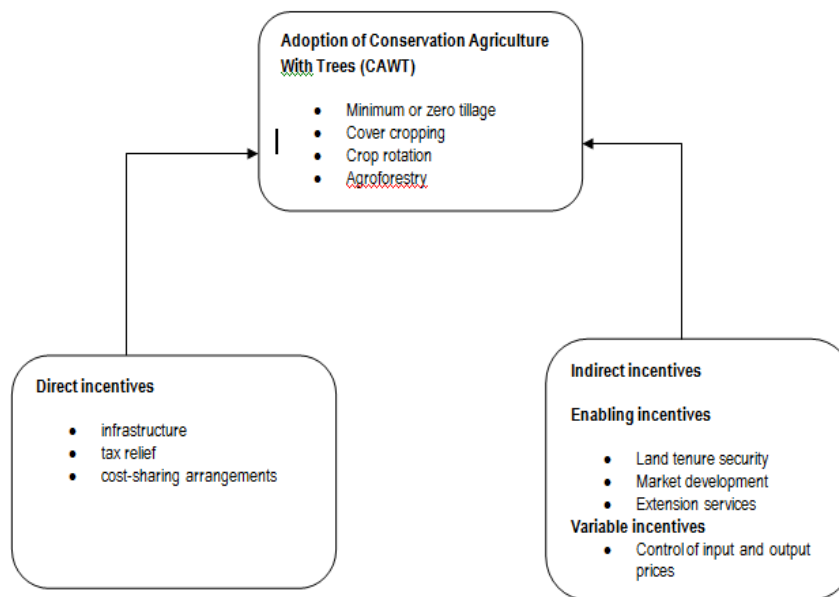 Adoption of Conservation Agriculture
With Trees (CAWT)
• Minimum or zero tillage
• Cover cropping
• Crop rotation
• Agroforestry
Direct incentives
• infrastructure
• tax relief
• cost-sharing arrangements
Indirect incentives
Enabling incentives
• Land tenure security
• Market development
• Extension services
Variable incentives
• Control of input and output
prices